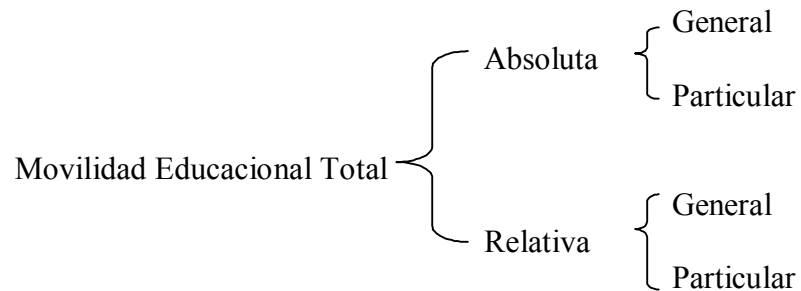 General
Absoluta
Particular
Movilidad Educacional Total
General
Relativa
Particular